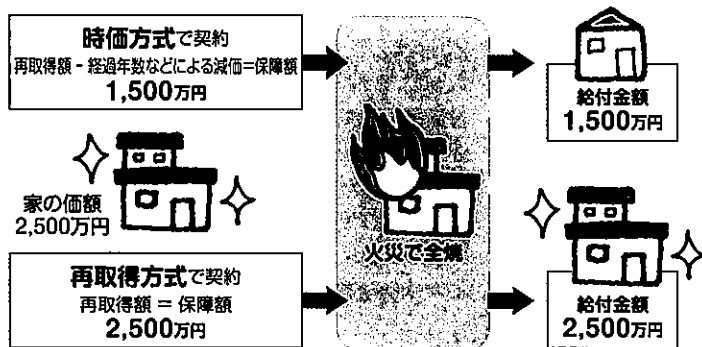 時価方式で契約
再取得額－経過年数などによる減価＝保障額
1,500万円
給付金額
1,500万円
家の価額
2,500万円
火災で全焼
再取得方式で契約
再取得額＝保障額
2,500万円
給付金額
2,500万円